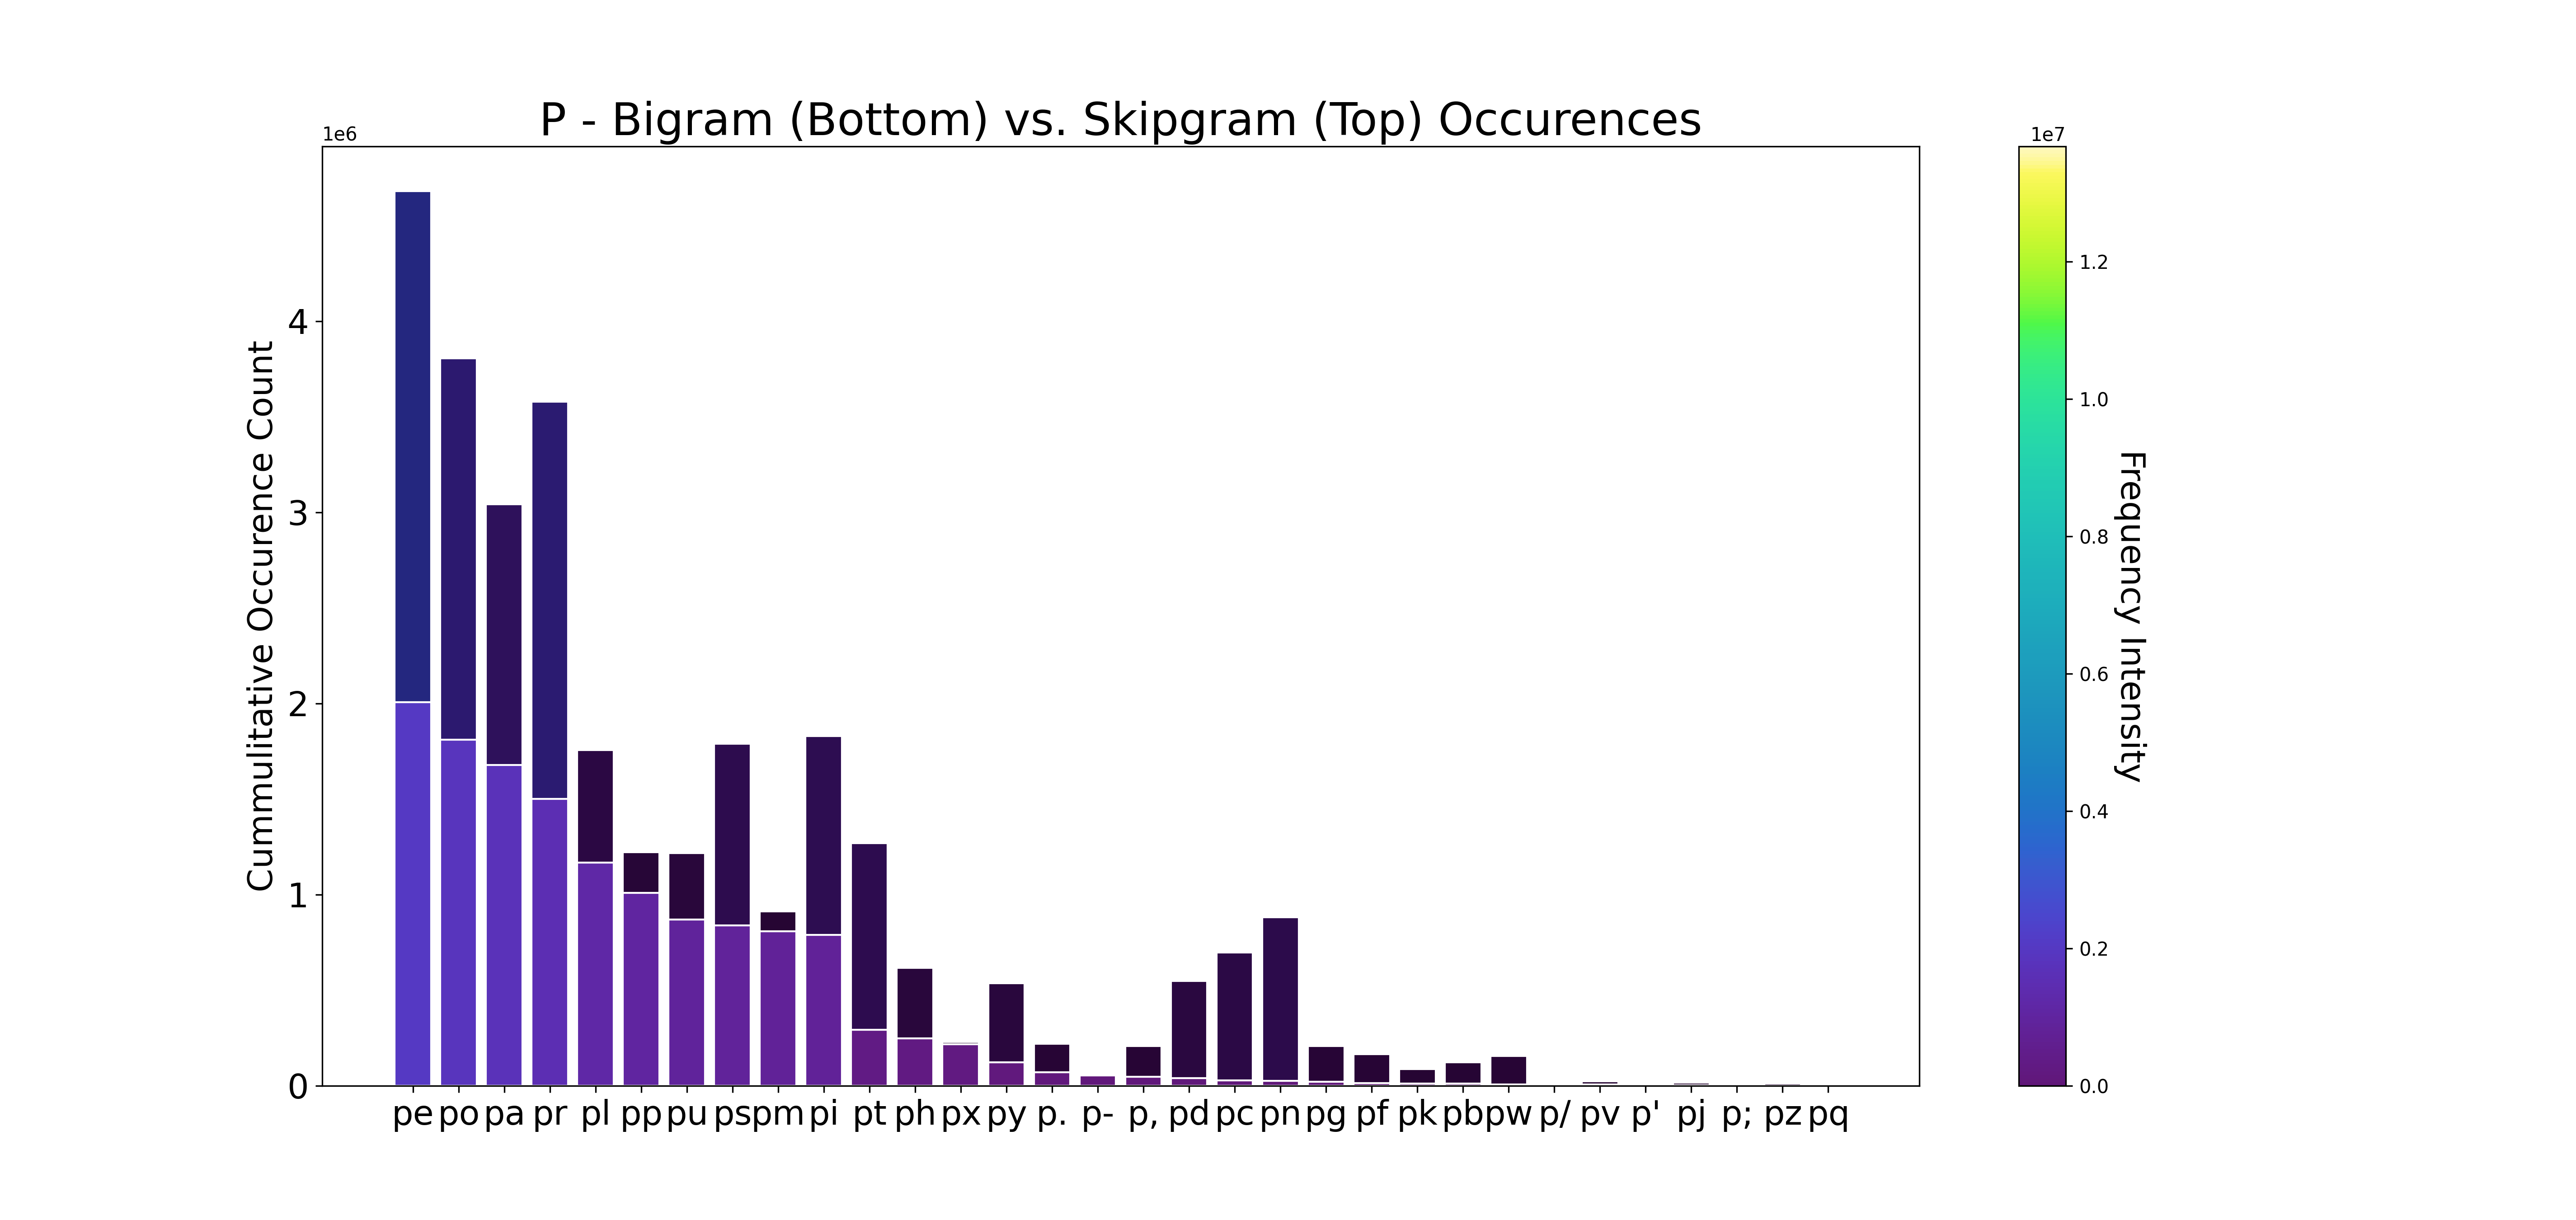 P - Bigram (Bottom) vs. Skipgram (Top) Occurences
1e6
Cummulitative Occurence Count
4
3
2
1
0
pe po pa pr pl pp pu ps pm pi pt ph px py p. p- p, pd pc pn pg pf pk pb pw p/ pv p' pj p; pz pq
1e7
1.2
1.0
0.8
0.6
0.4
0.2
0.0
Frequency Intensity